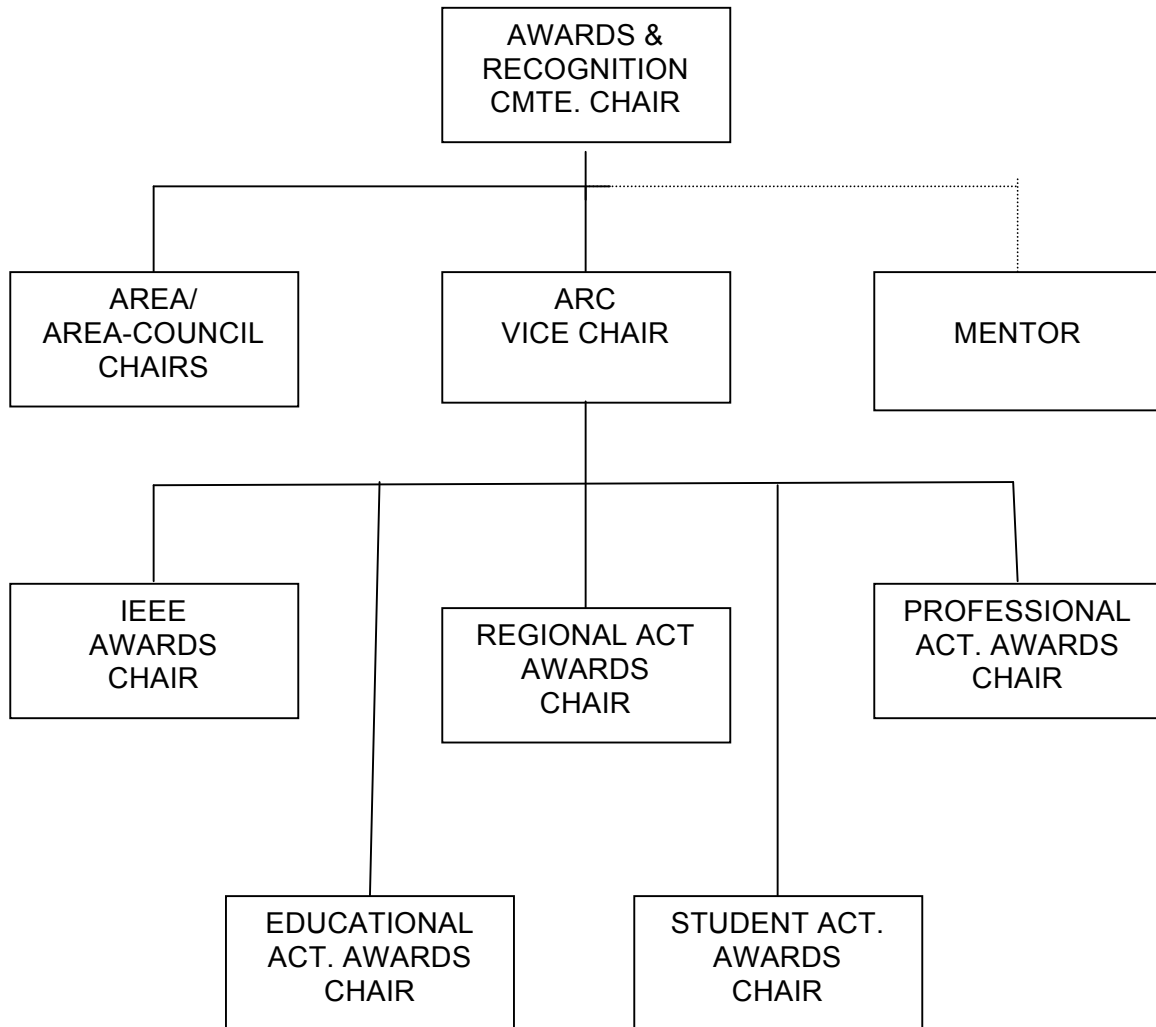 AWARDS &
RECOGNITION
CMTE. CHAIR
AREA/
AREA-COUNCIL
CHAIRS
ARC
VICE CHAIR
MENTOR
IEEE
AWARDS
CHAIR
REGIONAL ACT
AWARDS
CHAIR
PROFESSIONAL
ACT. AWARDS
CHAIR
EDUCATIONAL
ACT. AWARDS
CHAIR
STUDENT ACT.
AWARDS
CHAIR